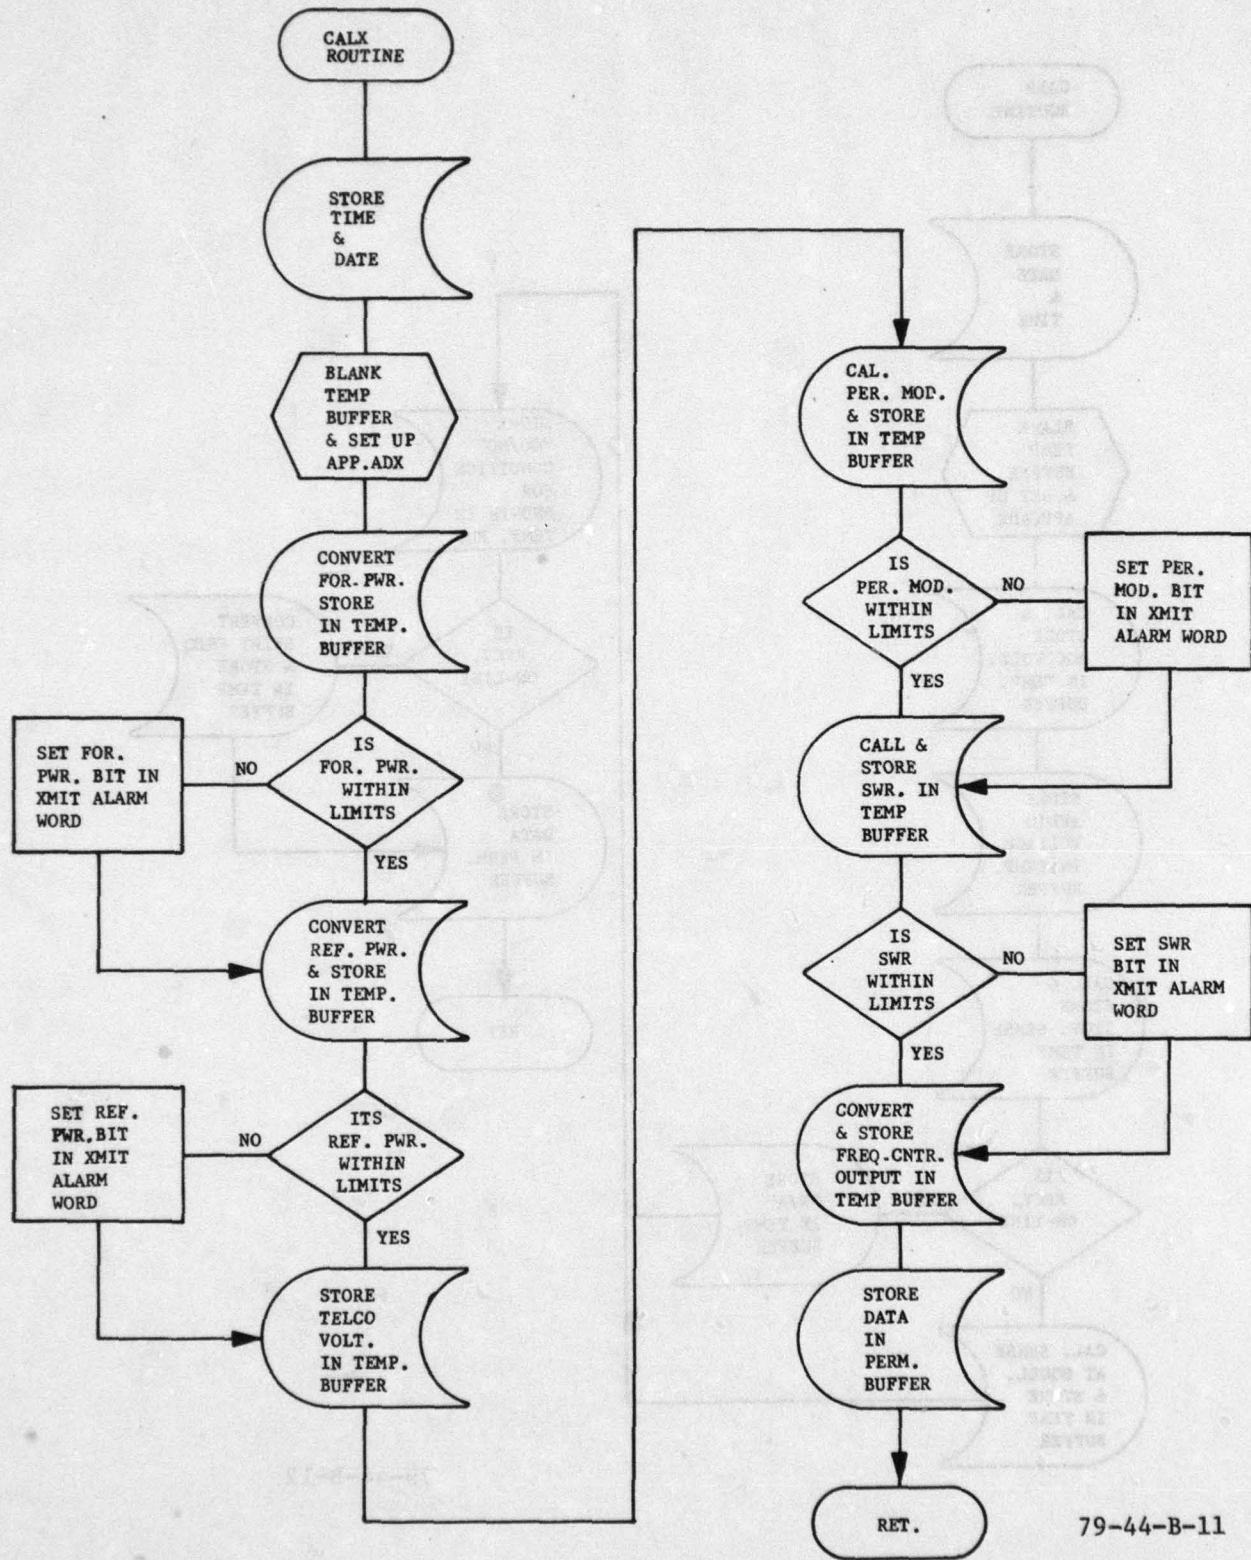 CALX
ROUTINE
STORE
TIME
&
DATE
BLANK
TEMP
BUFFER
& SET UP
APP.ADX
CONVERT
FOR. PWR.
STORE
IN TEMP.
BUFFER
IS
FOR. PWR.
WITHIN
LIMITS
NO
SET FOR.
PWR. BIT IN
XMIT ALARM
WORD
YES
CONVERT
REF. PWR.
& STORE
IN TEMP.
BUFFER
ITS
REF. PWR.
WITHIN
LIMITS
NO
SET REF.
PWR.BIT
IN XMIT
ALARM
WORD
YES
STORE
TELCO
VOLT.
IN TEMP.
BUFFER
CAL.
PER. MOD.
& STORE
IN TEMP
BUFFER
IS
PER. MOD.
WITHIN
LIMITS
NO
SET PER.
MOD. BIT
IN XMIT
ALARM WORD
YES
CALL &
STORE
SWR. IN
TEMP
BUFFER
IS
SWR
WITHIN
LIMITS
NO
SET SWR
BIT IN
XMIT ALARM
WORD
YES
CONVERT
& STORE
FREQ.CNTR.
OUTPUT IN
TEMP BUFFER
STORE
DATA
IN
PERM.
BUFFER
RET.
79-44-B-11